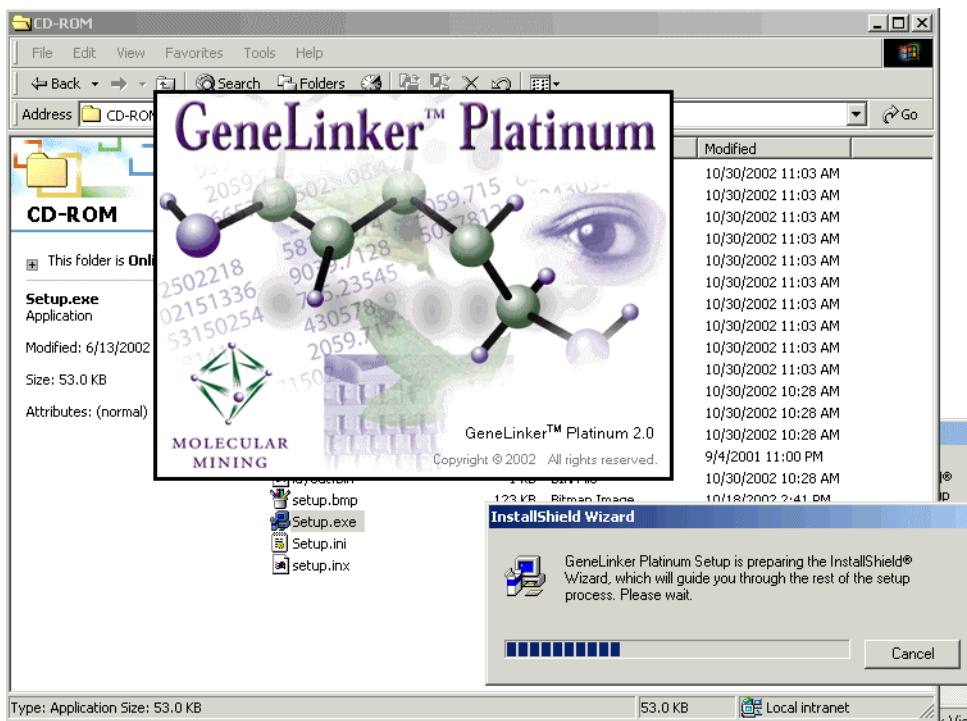 CD-ROM
File Edit View Favorites Tools Help
Back Search Folders
Address CD-ROM Go
GeneLinker™ Platinum
Modified
10/30/2002 11:03 AM
10/30/2002 11:03 AM
10/30/2002 11:03 AM
10/30/2002 11:03 AM
10/30/2002 11:03 AM
10/30/2002 11:03 AM
10/30/2002 11:03 AM
10/30/2002 11:03 AM
10/30/2002 11:03 AM
10/30/2002 11:03 AM
10/30/2002 10:28 AM
10/30/2002 10:28 AM
10/30/2002 10:28 AM
9/4/2001 11:00 PM
10/30/2002 10:28 AM
10/18/2002 2:41 PM
CD-ROM
This folder is Onli
Setup.exe
Application
Modified: 6/13/2002
Size: 53.0 KB
Attributes: (normal)
2502218
02151336
53150254
MOLECULAR
MINING
GeneLinker™ Platinum 2.0
Copyright © 2002 All rights reserved.
layout.bin 1 KB BIN File
setup.bmp 123 KB Bitmap Image
Setup.exe
Setup.ini
setup.inx
InstallShield Wizard
GeneLinker Platinum Setup is preparing the InstallShield®
Wizard, which will guide you through the rest of the setup
process. Please wait.
Cancel
Type: Application Size: 53.0 KB 53.0 KB Local intranet